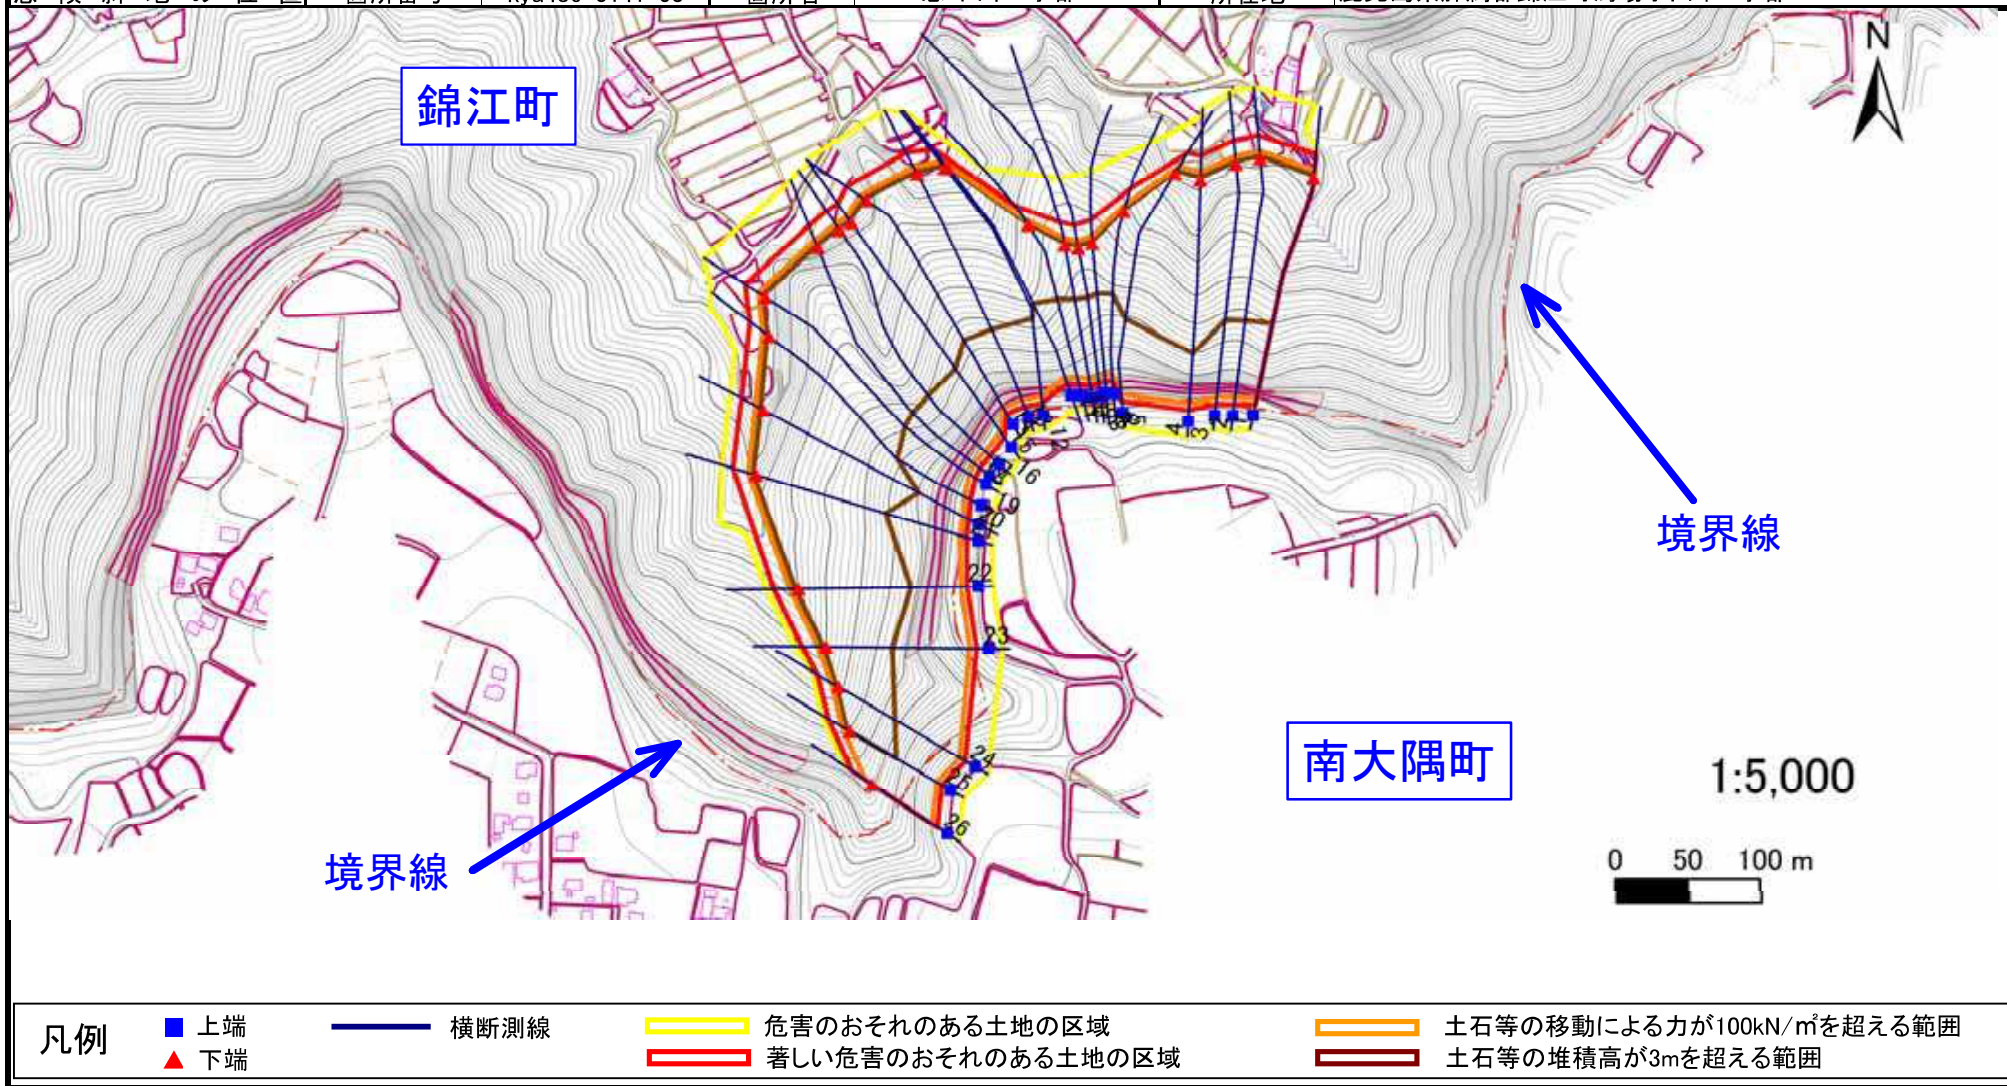 錦江町
N
境界線
南大隅町
1:5,000
0 50 100 m
境界線
4
3
16
19
22
23
24
25
26
凡例
上端
横断測線
危害のおそれのある土地の区域
土石等の移動による力が100kN/㎡を超える範囲
下端
著しい危害のおそれのある土地の区域
土石等の堆積高が3mを超える範囲